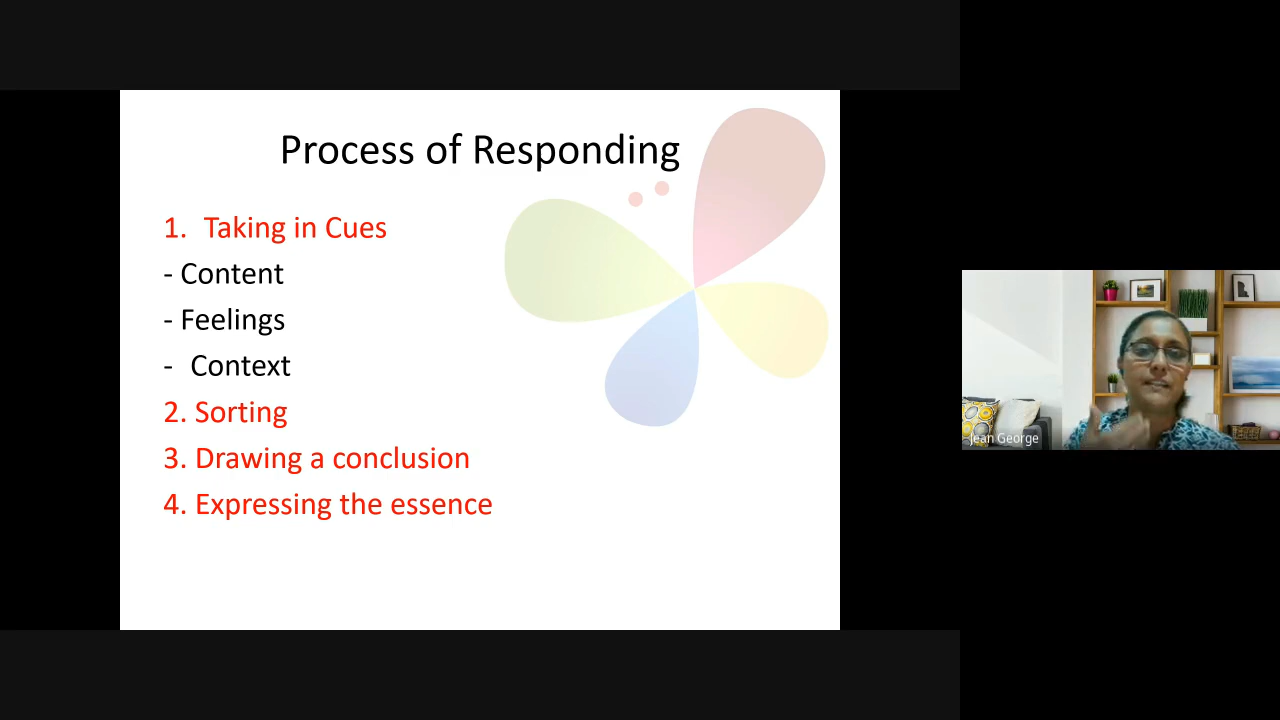 Process of Responding
1. Taking in Cues
- Content
- Feelings
- Context
2. Sorting
3. Drawing a conclusion
4. Expressing the essence
Jean George